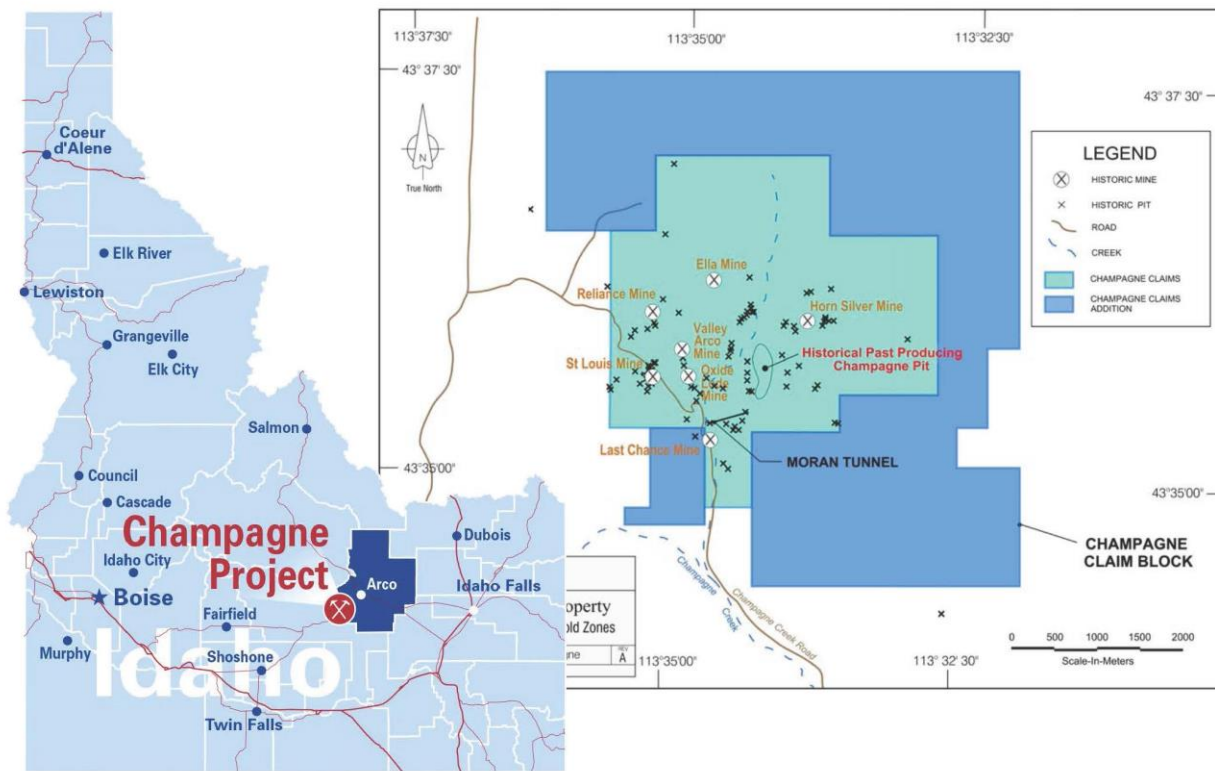 Coeur
d'Alene
Elk River
Lewiston
Grangeville
Elk City
Salmon
Council
Cascade
Champagne
Project
Idaho City
Boise
Dubois
Arco
Idaho Falls
Fairfield
Murphy
Idaho
Shoshone
Twin Falls
113°37'30"
113°35'00"
113°32'30"
43° 37' 30"
43° 37' 30"
N
True North
LEGEND
HISTORIC MINE
HISTORIC PIT
ROAD
CREEK
CHAMPAGNE CLAIMS
CHAMPAGNE CLAIMS
ADDITION
Ella Mine
Reliance Mine
Horn Silver Mine
Valley
Arco
Mine
Historical Past Producing
Champagne Pit
St Louis Mine
Oxide
Mine
Last Chance Mine
MORAN TUNNEL
43°35'00"
43°35'00"
CHAMPAGNE
CLAIM BLOCK
Champagne
Creek
Champagne Creek Road
operty
old Zones
gne
REV
A
113°35'00"
113°32'30"
0 500 1000 1500 2000
Scale-In-Meters